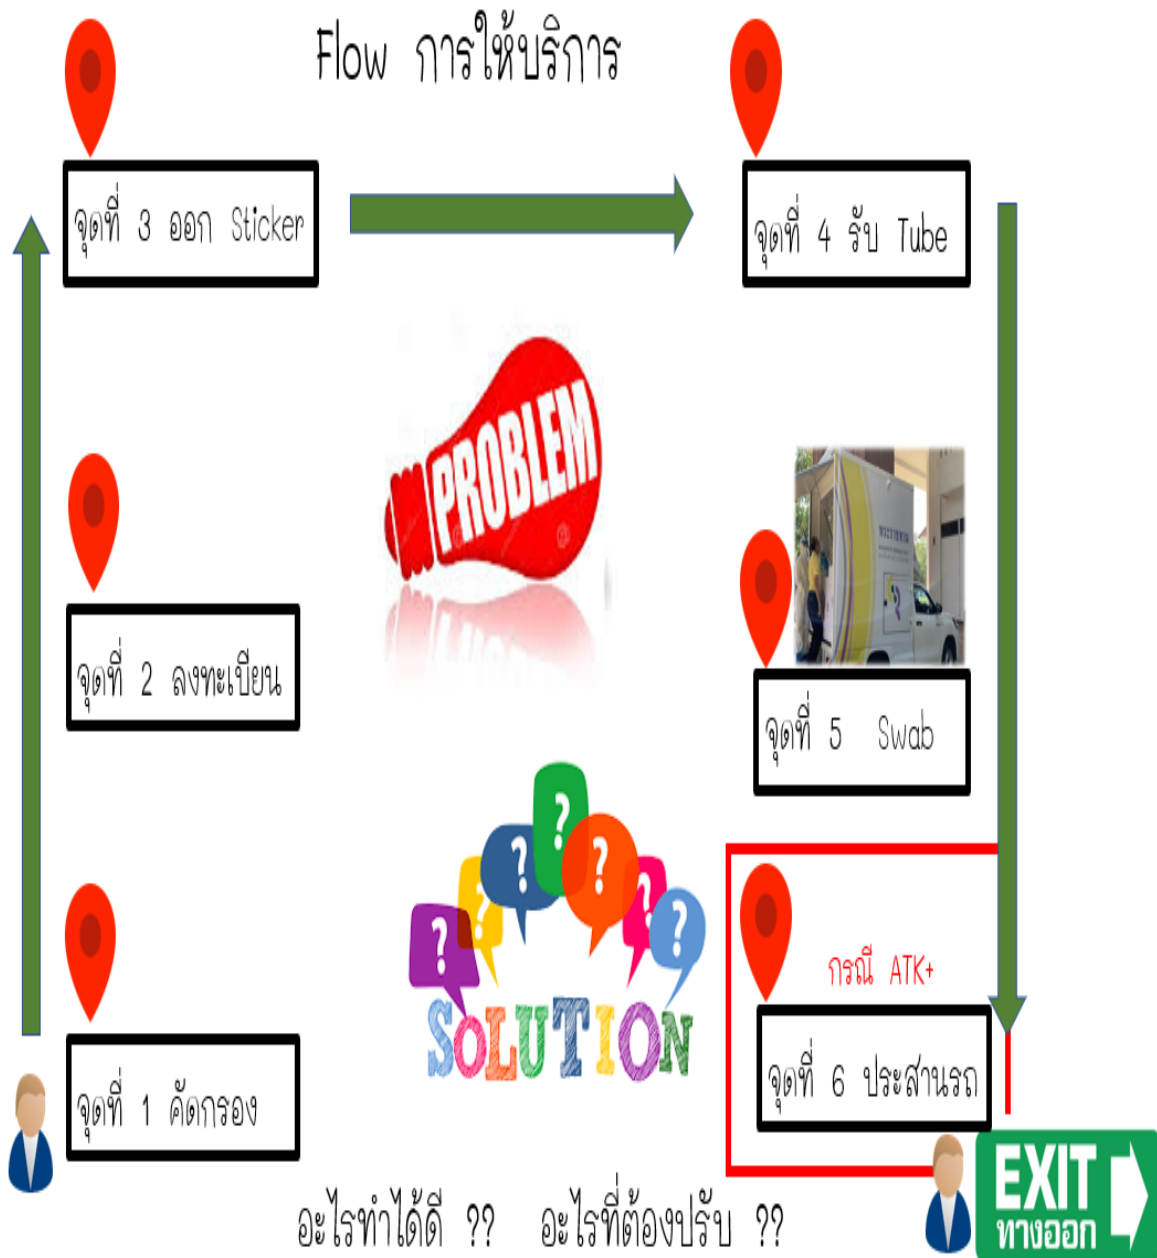 Flow การให้บริการ
จุดที่ 3 ออก Sticker
จุดที่ 4 รับ Tube
PROBLEM
จุดที่ 2 ลงทะเบียน
จุดที่ 5 Swab
? ? ? ? ? ? ?
SOLUTION
กรณี ATK+
จุดที่ 1 คัดกรอง
จุดที่ 6 ประสานรถ
EXIT
ทางออก
อะไรทำได้ดี ?? อะไรที่ต้องปรับ ??